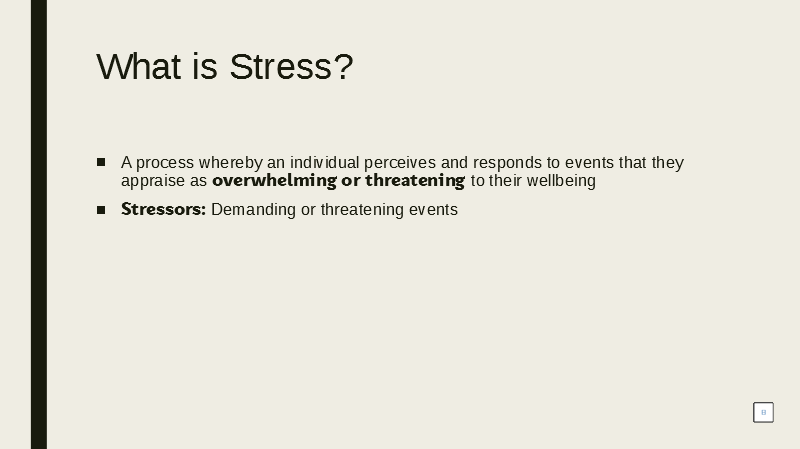 What is Stress?
A process whereby an individual perceives and responds to events that they
appraise as overwhelming or threatening to their wellbeing
Stressors: Demanding or threatening events